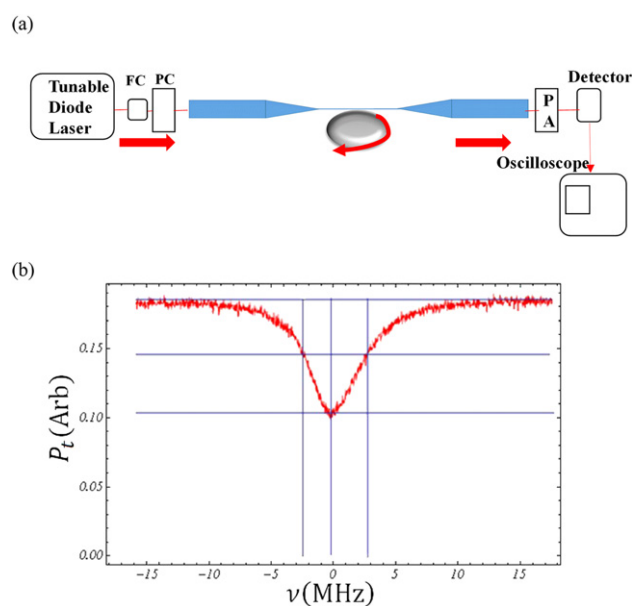 (a)
Tunable
Diode
Laser
FC
PC
P
A
Detector
Oscilloscope
(b)
P_t(Arb)
0.15
0.10
0.05
0.00
−15
−10
−5
0
5
10
15
ν(MHz)